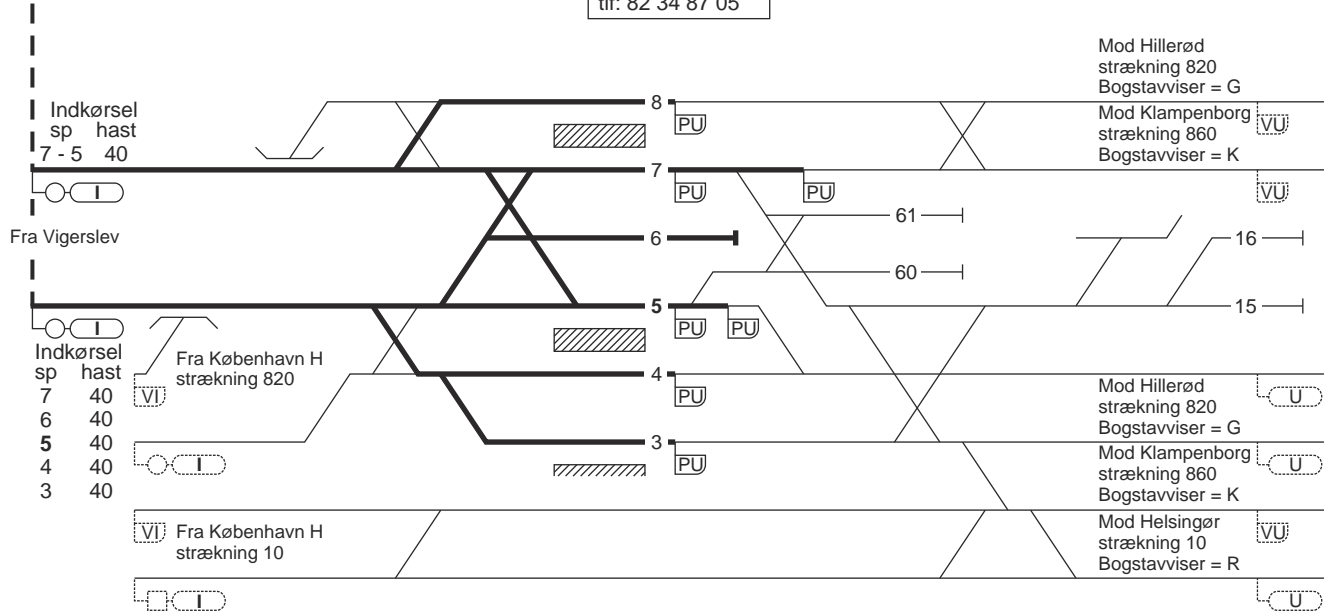 tlf: 82 34 87 05
Mod Hillerød
strækning 820
Bogstavviser = G
8
PU
Indkørsel
sp hast
7 - 5 40
Mod Klampenborg
strækning 860
Bogstavviser = K
VU
7
I
PU
PU
VU
61
Fra Vigerslev
6
16
60
5
15
I
PU
PU
Indkørsel
sp hast
7 40
6 40
5 40
4 40
3 40
Fra København H
strækning 820
VI
4
PU
Mod Hillerød
strækning 820
Bogstavviser = G
U
3
I
PU
Mod Klampenborg
strækning 860
Bogstavviser = K
U
VI
Fra København H
strækning 10
Mod Helsingør
strækning 10
Bogstavviser = R
VU
I
U